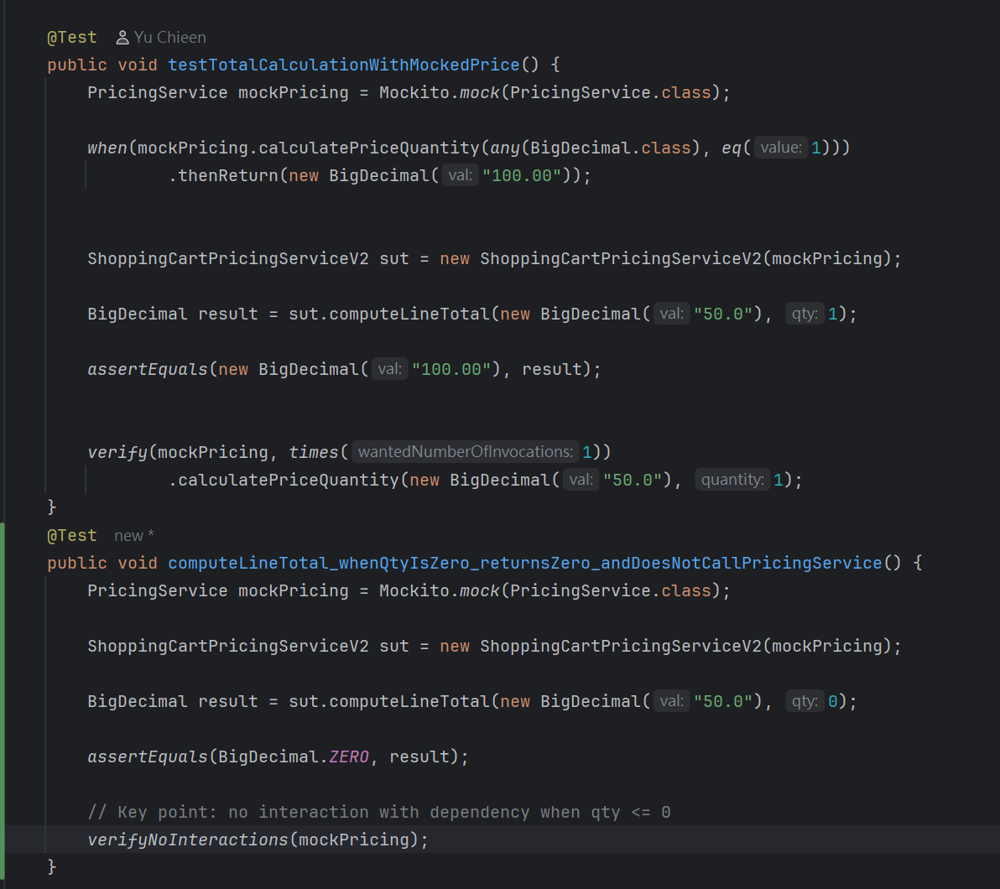 @Test Yu Chieen
public void testTotalCalculationWithMockedPrice() {
PricingService mockPricing = Mockito.mock(PricingService.class);
when(mockPricing.calculatePriceQuantity(any(BigDecimal.class), eq( value: 1)))
.thenReturn(new BigDecimal( val: "100.00"));
ShoppingCartPricingServiceV2 sut = new ShoppingCartPricingServiceV2(mockPricing);
BigDecimal result = sut.computeLineTotal(new BigDecimal( val: "50.0"), qty: 1);
assertEquals(new BigDecimal( val: "100.00"), result);
verify(mockPricing, times( wantedNumberOfInvocations: 1))
.calculatePriceQuantity(new BigDecimal( val: "50.0"), quantity: 1);
}
@Test new *
public void computeLineTotal_whenQtyIsZero_returnsZero_andDoesNotCallPricingService() {
PricingService mockPricing = Mockito.mock(PricingService.class);
ShoppingCartPricingServiceV2 sut = new ShoppingCartPricingServiceV2(mockPricing);
BigDecimal result = sut.computeLineTotal(new BigDecimal( val: "50.0"), qty: 0);
assertEquals(BigDecimal.ZERO, result);
// Key point: no interaction with dependency when qty <= 0
verifyNoInteractions(mockPricing);
}